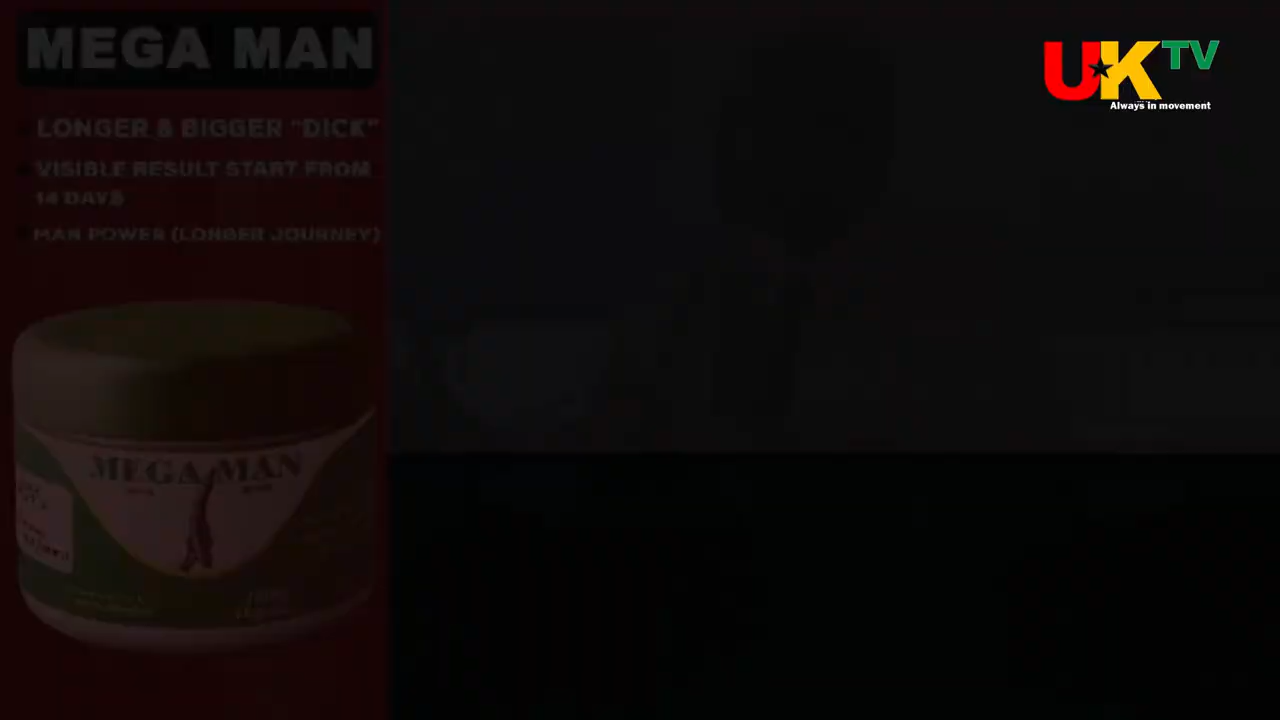 MEGA MAN
LONGER & BIGGER "DICK"
VISIBLE RESULT START FROM
14 DAYS
MAN POWER (LONGER JOURNEY)
MEGA MAN
UKTV
Always in movement